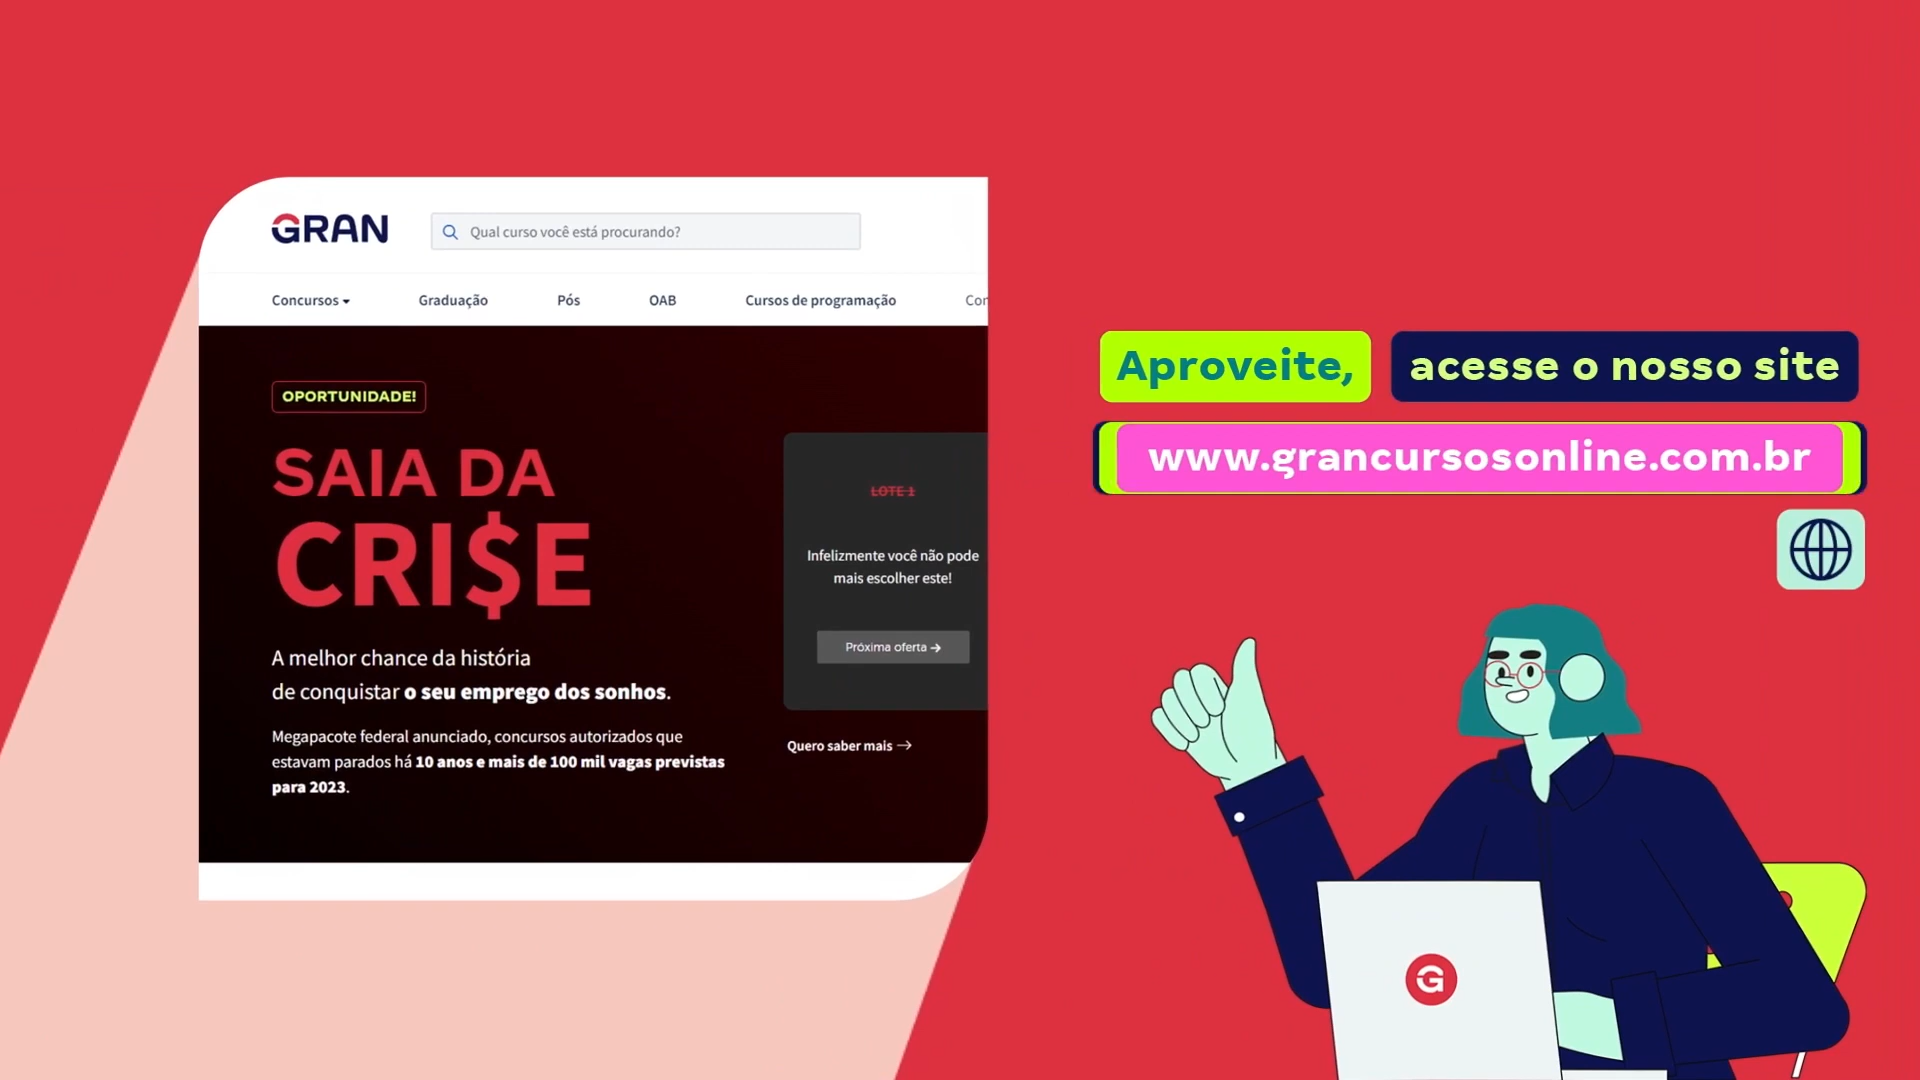 GRAN
Qual curso você está procurando?
Concursos
Graduação
Pós
OAB
Cursos de programação
Con
OPORTUNIDADE!
SAIA DA
CRI$E
A melhor chance da história
de conquistar o seu emprego dos sonhos.
Megapacote federal anunciado, concursos autorizados que
estavam parados há 10 anos e mais de 100 mil vagas previstas
para 2023.
LOTE 1
Infelizmente você não pode
mais escolher este!
Próxima oferta →
Quero saber mais →
Aproveite, acesse o nosso site
www.grancursosonline.com.br
G